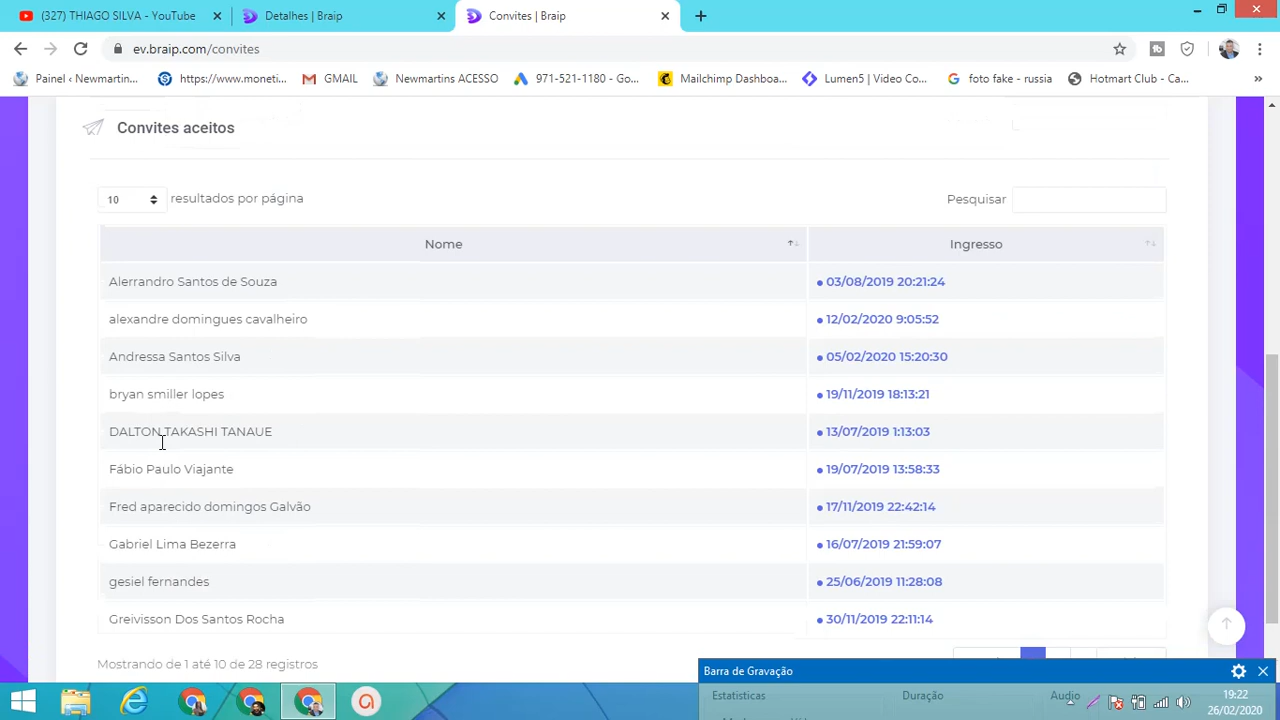 (327) THIAGO SILVA - YouTube
Detalhes | Braip
Convites | Braip
ev.braip.com/convites
Painel ‹ Newmartin...
https://www.moneti...
GMAIL
Newmartins ACESSO
971-521-1180 - Go...
Mailchimp Dashboa...
Lumen5 | Video Co...
foto fake - russia
Hotmart Club - Ca...
»
Convites aceitos
10 resultados por página
Pesquisar
Nome Ingresso
Alerrandro Santos de Souza 03/08/2019 20:21:24
alexandre domingues cavalheiro 12/02/2020 9:05:52
Andressa Santos Silva 05/02/2020 15:20:30
bryan smiller lopes 19/11/2019 18:13:21
DALTON TAKASHI TANAUE 13/07/2019 1:13:03
Fábio Paulo Viajante 19/07/2019 13:58:33
Fred aparecido domingos Galvão 17/11/2019 22:42:14
Gabriel Lima Bezerra 16/07/2019 21:59:07
gesiel fernandes 25/06/2019 11:28:08
Greivisson Dos Santos Rocha 30/11/2019 22:11:14
Mostrando de 1 até 10 de 28 registros
Barra de Gravação
Estatísticas Duração Audio
19:22
26/02/2020